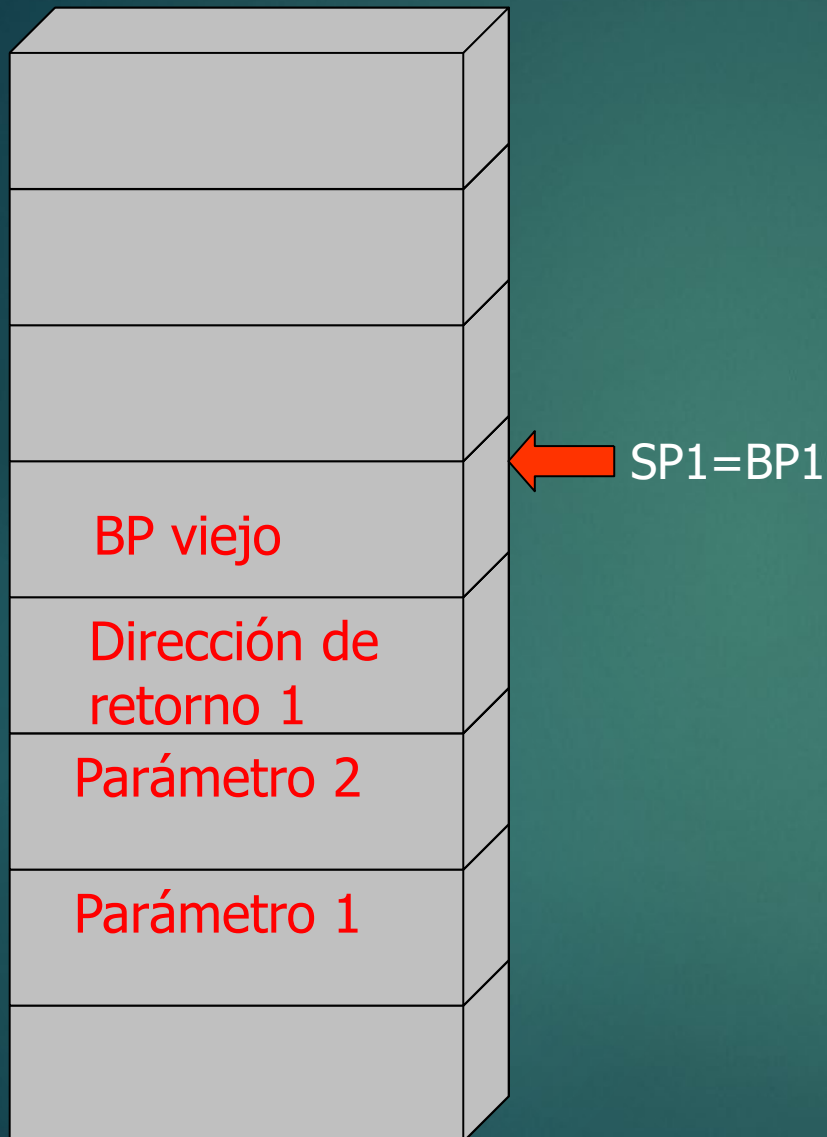 SP1=BP1
BP viejo
Dirección de
retorno 1
Parámetro 2
Parámetro 1